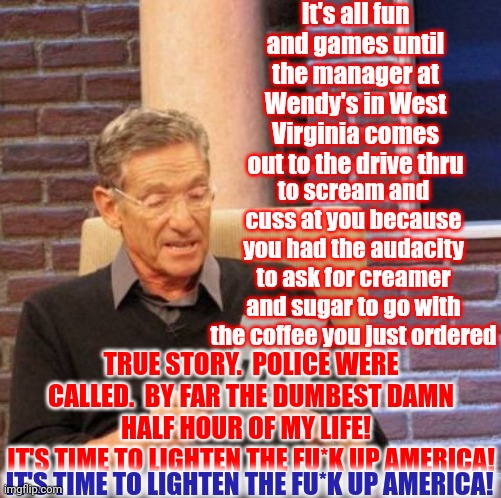 It's all fun
and games until
the manager at
Wendy's in West
Virginia comes
out to the drive thru
to scream and
cuss at you because
you had the audacity
to ask for creamer
and sugar to go with
the coffee you just ordered
TRUE STORY.  POLICE WERE
CALLED.  BY FAR THE DUMBEST DAMN
HALF HOUR OF MY LIFE!
IT'S TIME TO LIGHTEN THE FU*K UP AMERICA!
IT'S TIME TO LIGHTEN THE FU*K UP AMERICA!
imgflip.com